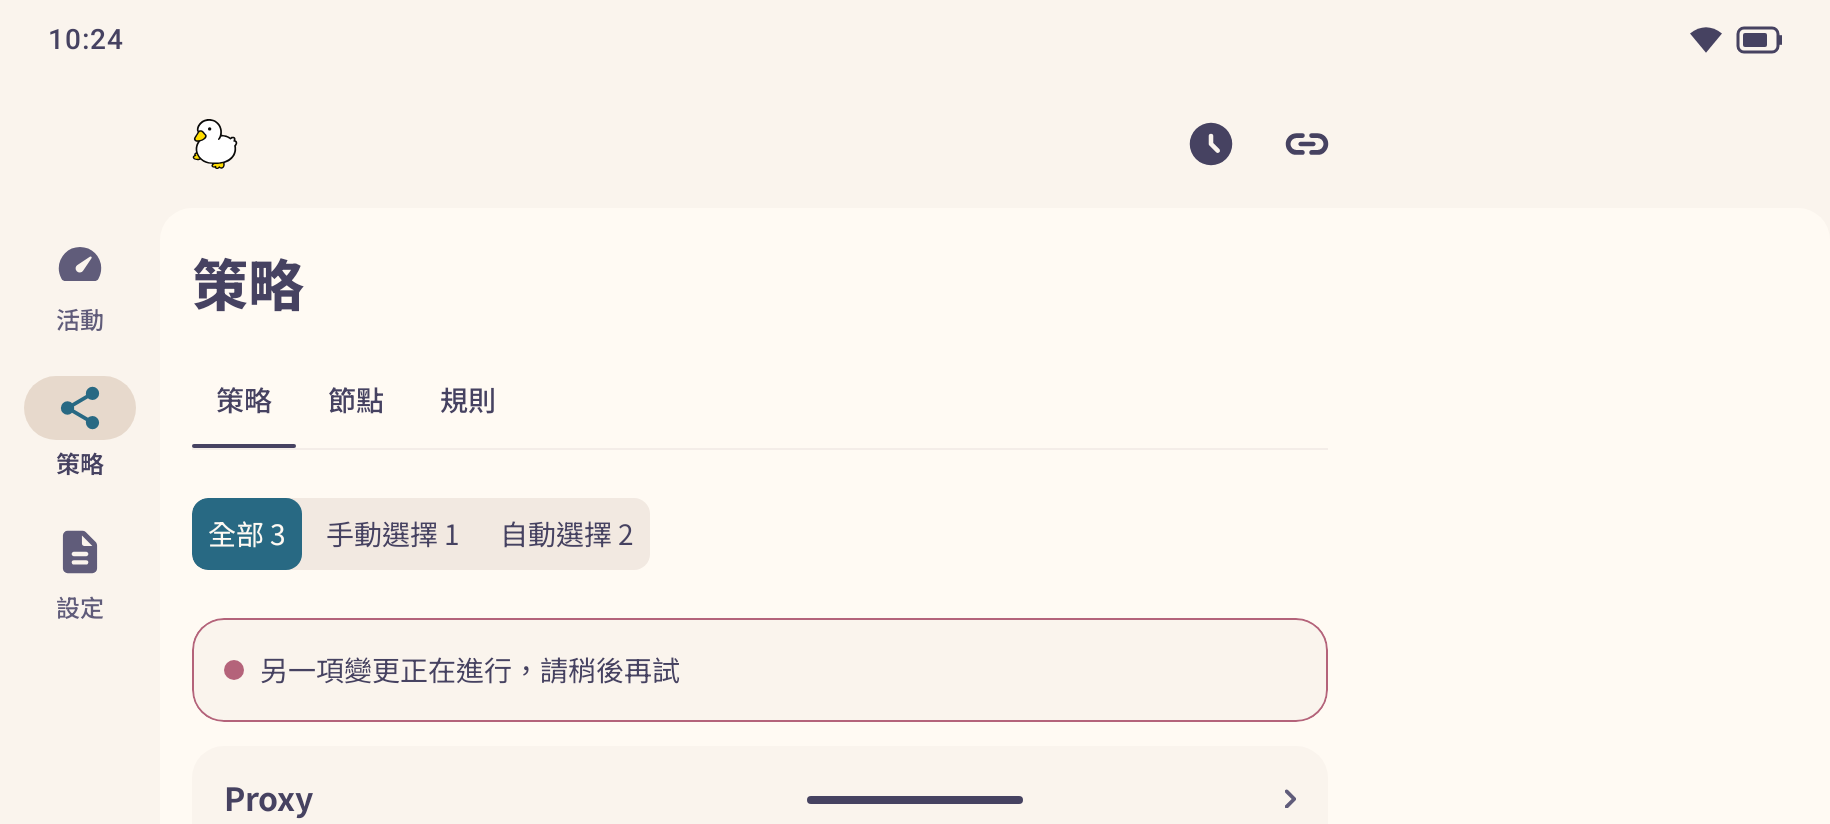 10:24
活動
策略
設定
策略
策略 節點 規則
全部 3 手動選擇 1 自動選擇 2
另一項變更正在進行，請稍後再試
Proxy